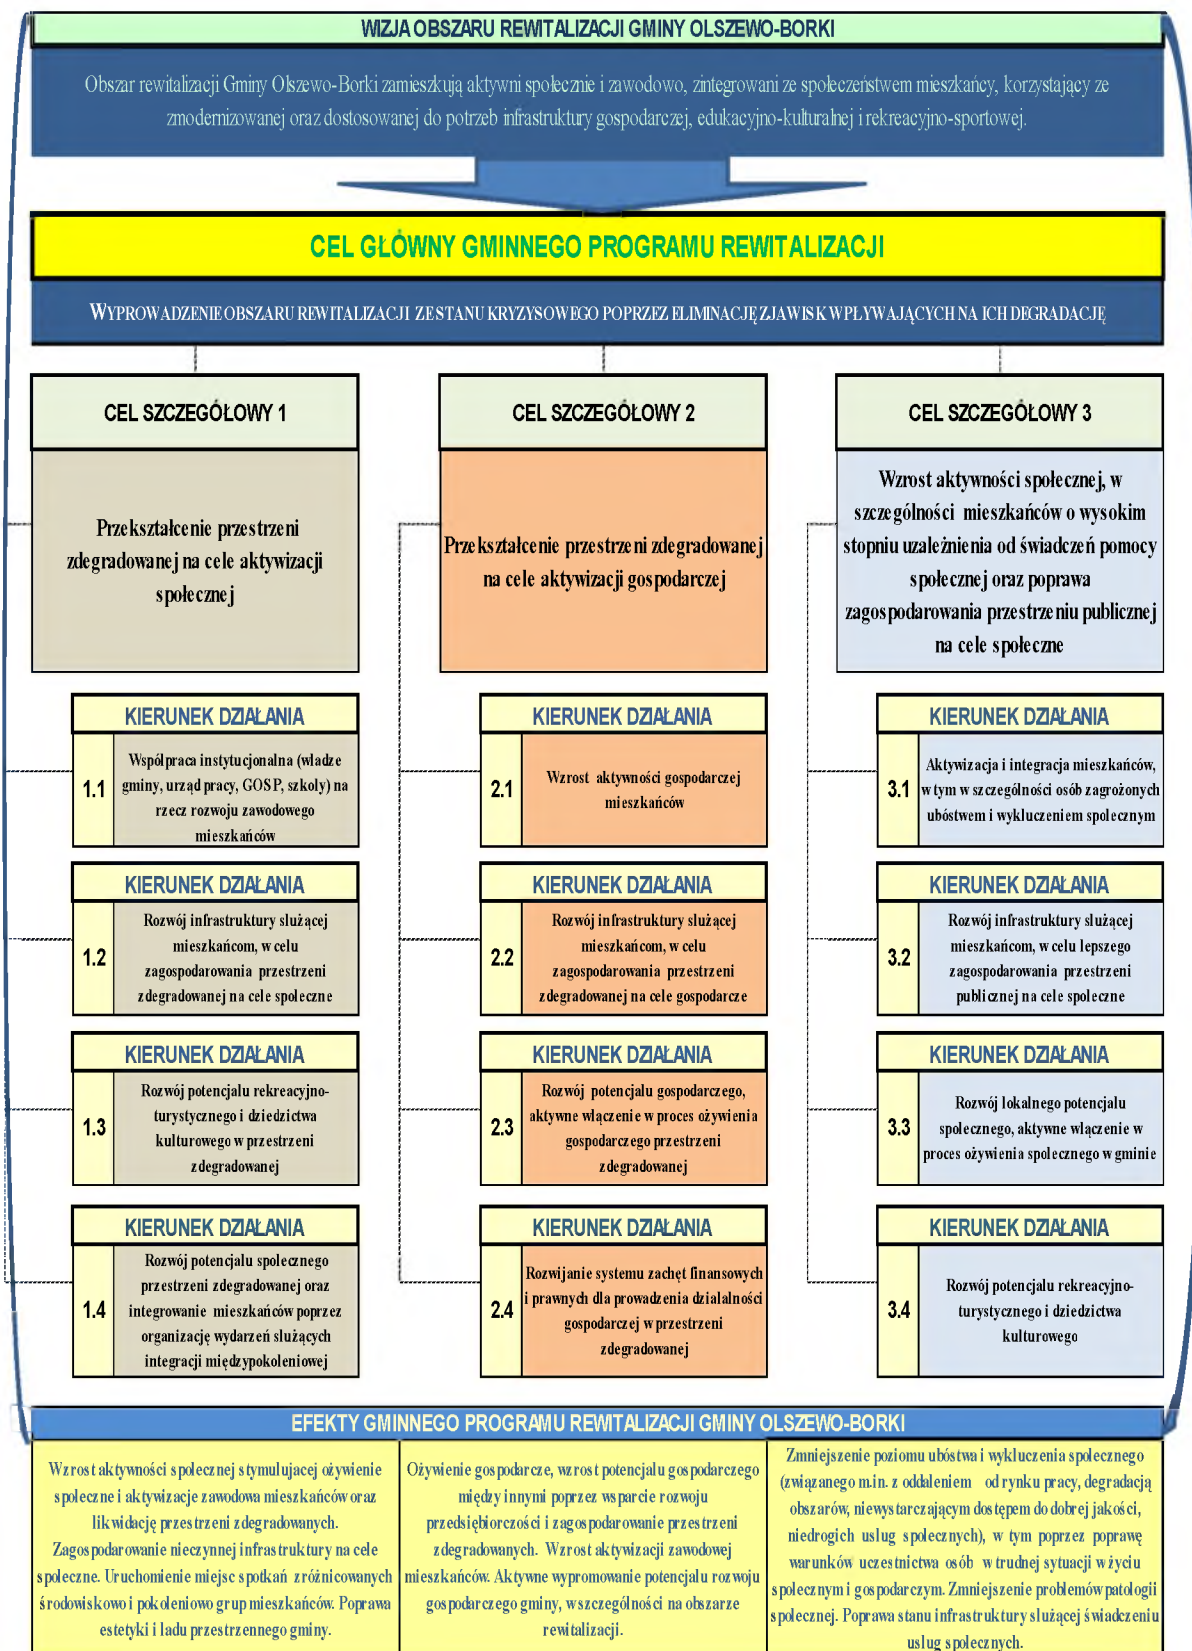 WIZJA OBSZARU REWITALIZACJI GMINY OLSZEWO-BORKI
Obszar rewitalizacji Gminy Olszewo-Borki zamieszkują aktywni społecznie i zawodowo, zintegrowani ze społeczeństwem mieszkańcy, korzystający ze
zmodernizowanej oraz dostosowanej do potrzeb infrastruktury gospodarczej, edukacyjno-kulturalnej i rekreacyjno-sportowej.
CEL GŁÓWNY GMINNEGO PROGRAMU REWITALIZACJI
WYPROWADZENIE OBSZARU REWITALIZACJI ZE STANU KRYZYSOWEGO POPRZEZ ELIMINACJĘ ZJAWISK WPŁYWAJĄCYCH NA ICH DEGRADACJĘ
CEL SZCZEGÓŁOWY 1
Przekształcenie przestrzeni
zdegradowanej na cele aktywizacji
społecznej
KIERUNEK DZIAŁANIA
1.1
Współpraca instytucjonalna (władze
gminy, urząd pracy, GOSP, szkoły) na
rzecz rozwoju zawodowego
mieszkańców
KIERUNEK DZIAŁANIA
1.2
Rozwój infrastruktury służącej
mieszkańcom, w celu
zagospodarowania przestrzeni
zdegradowanej na cele społeczne
KIERUNEK DZIAŁANIA
1.3
Rozwój potencjału rekreacyjno-
turystycznego i dziedzictwa
kulturowego w przestrzeni
zdegradowanej
KIERUNEK DZIAŁANIA
1.4
Rozwój potencjału społecznego
przestrzeni zdegradowanej oraz
integrowanie mieszkańców poprzez
organizację wydarzeń służących
integracji międzypokoleniowej
CEL SZCZEGÓŁOWY 2
Przekształcenie przestrzeni zdegradowanej
na cele aktywizacji gospodarczej
KIERUNEK DZIAŁANIA
2.1
Wzrost aktywności gospodarczej
mieszkańców
KIERUNEK DZIAŁANIA
2.2
Rozwój infrastruktury służącej
mieszkańcom, w celu
zagospodarowania przestrzeni
zdegradowanej na cele gospodarcze
KIERUNEK DZIAŁANIA
2.3
Rozwój potencjału gospodarczego,
aktywne włączenie w proces ożywienia
gospodarczego przestrzeni
zdegradowanej
KIERUNEK DZIAŁANIA
2.4
Rozwijanie systemu zachęt finansowych
i prawnych dla prowadzenia działalności
gospodarczej w przestrzeni
zdegradowanej
CEL SZCZEGÓŁOWY 3
Wzrost aktywności społecznej, w
szczególności mieszkańców o wysokim
stopniu uzależnienia od świadczeń pomocy
społecznej oraz poprawa
zagospodarowania przestrzeniu publicznej
na cele społeczne
KIERUNEK DZIAŁANIA
3.1
Aktywizacja i integracja mieszkańców,
w tym w szczególności osób zagrożonych
ubóstwem i wykluczeniem społecznym
KIERUNEK DZIAŁANIA
3.2
Rozwój infrastruktury służącej
mieszkańcom, w celu lepszego
zagospodarowania przestrzeni
publicznej na cele społeczne
KIERUNEK DZIAŁANIA
3.3
Rozwój lokalnego potencjału
społecznego, aktywne włączenie w
proces ożywienia społecznego w gminie
KIERUNEK DZIAŁANIA
3.4
Rozwój potencjału rekreacyjno-
turystycznego i dziedzictwa
kulturowego
EFEKTY GMINNEGO PROGRAMU REWITALIZACJI GMINY OLSZEWO-BORKI
Wzrost aktywności społecznej stymulujacej ożywienie
społeczne i aktywizacje zawodowa mieszkańców oraz
likwidację przestrzeni zdegradowanych.
Zagospodarowanie nieczynnej infrastruktury na cele
społeczne. Uruchomienie miejsc spotkań zróżnicowanych
środowiskowo i pokoleniowo grup mieszkańców. Poprawa
estetyki i ładu przestrzennego gminy.
Ożywienie gospodarcze, wzrost potencjału gospodarczego
między innymi poprzez wsparcie rozwoju
przedsiębiorczości i zagospodarowanie przestrzeni
zdegradowanych. Wzrost aktywizacji zawodowej
mieszkańców. Aktywne wypromowanie potencjału rozwoju
gospodarczego gminy, w szczególności na obszarze
rewitalizacji.
Zmniejszenie poziomu ubóstwa i wykluczenia społecznego
(związanego m.in. z oddaleniem od rynku pracy, degradacją
obszarów, niewystarczającym dostępem do dobrej jakości,
niedrogich usług społecznych), w tym poprzez poprawę
warunków uczestnictwa osób w trudnej sytuacji w życiu
społecznym i gospodarczym. Zmniejszenie problemów patologii
społecznej. Poprawa stanu infrastruktury służącej świadczeniu
usług społecznych.